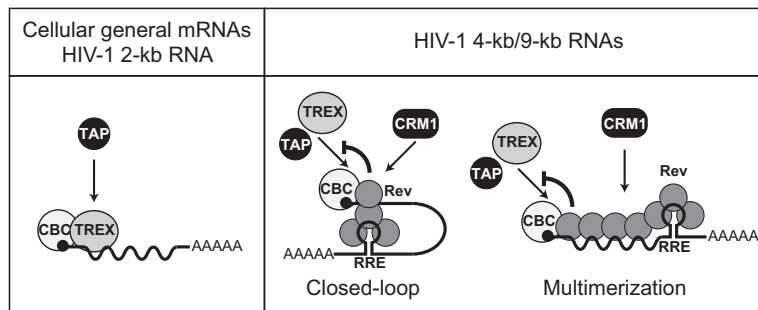 Cellular general mRNAs
HIV-1 2-kb RNA
HIV-1 4-kb/9-kb RNAs
TAP
CBC
TREX
AAAAA
TREX
TAP
CRM1
CBC
Rev
AAAAA
RRE
Closed-loop
TREX
TAP
CRM1
Rev
CBC
AAAAA
RRE
Multimerization